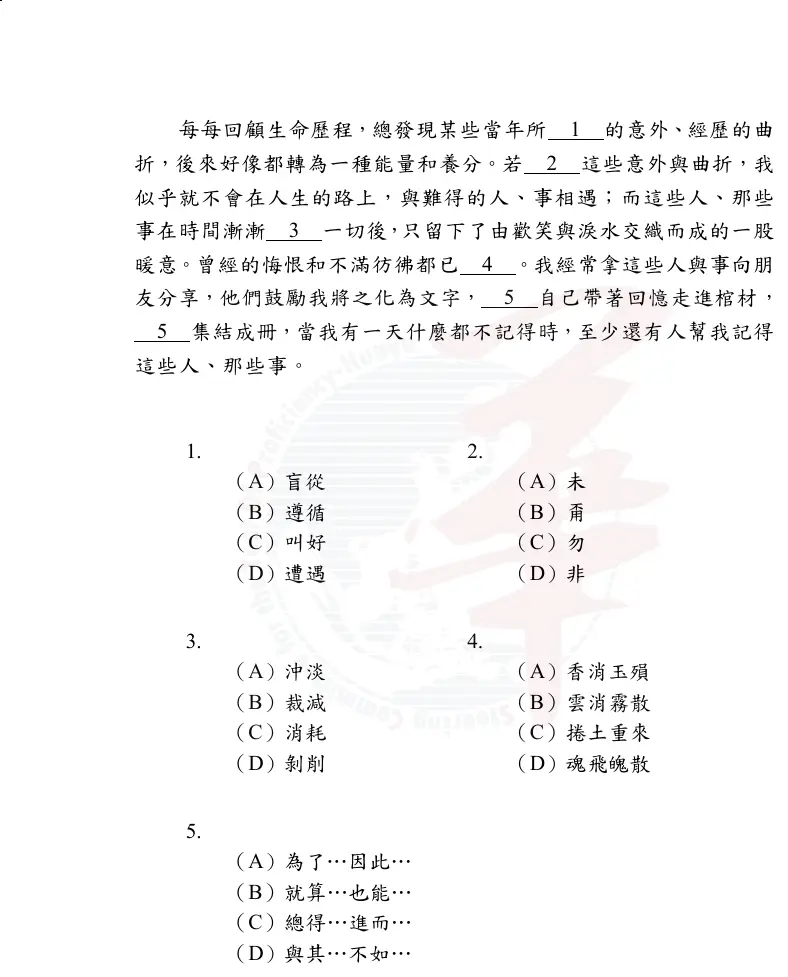 每每回顧生命歷程，總發現某些當年所 1 的意外、經歷的曲
折，後來好像都轉為一種能量和養分。若 2 這些意外與曲折，我
似乎就不會在人生的路上，與難得的人、事相遇；而這些人、那些
事在時間漸漸 3 一切後，只留下了由歡笑與淚水交織而成的一股
暖意。曾經的悔恨和不滿彷彿都已 4 。我經常拿這些人與事向朋
友分享，他們鼓勵我將之化為文字， 5 自己帶著回憶走進棺材，
5 集結成冊，當我有一天什麼都不記得時，至少還有人幫我記得
這些人、那些事。
1.
（A）盲從
（B）遵循
（C）叫好
（D）遭遇
2.
（A）未
（B）甭
（C）勿
（D）非
3.
（A）沖淡
（B）裁減
（C）消耗
（D）剝削
4.
（A）香消玉殞
（B）雲消霧散
（C）捲土重來
（D）魂飛魄散
5.
（A）為了…因此…
（B）就算…也能…
（C）總得…進而…
（D）與其…不如…